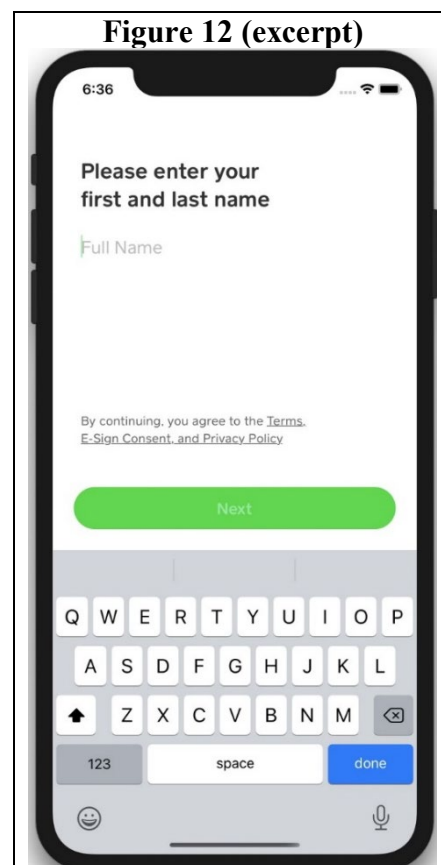 Figure 12 (excerpt)
6:36
Please enter your
first and last name
Full Name
By continuing, you agree to the Terms,
E-Sign Consent, and Privacy Policy
Next
Q W E R T Y U I O P
A S D F G H J K L
Z X C V B N M
123 space done